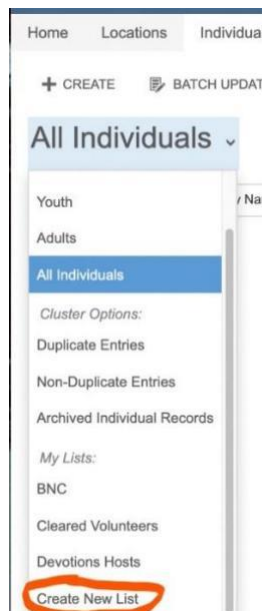 Home Locations Individua
+ CREATE BATCH UPDAT
All Individuals
Youth
y Na
Adults
All Individuals
Cluster Options:
Duplicate Entries
Non-Duplicate Entries
Archived Individual Records
My Lists:
BNC
Cleared Volunteers
Devotions Hosts
Create New List